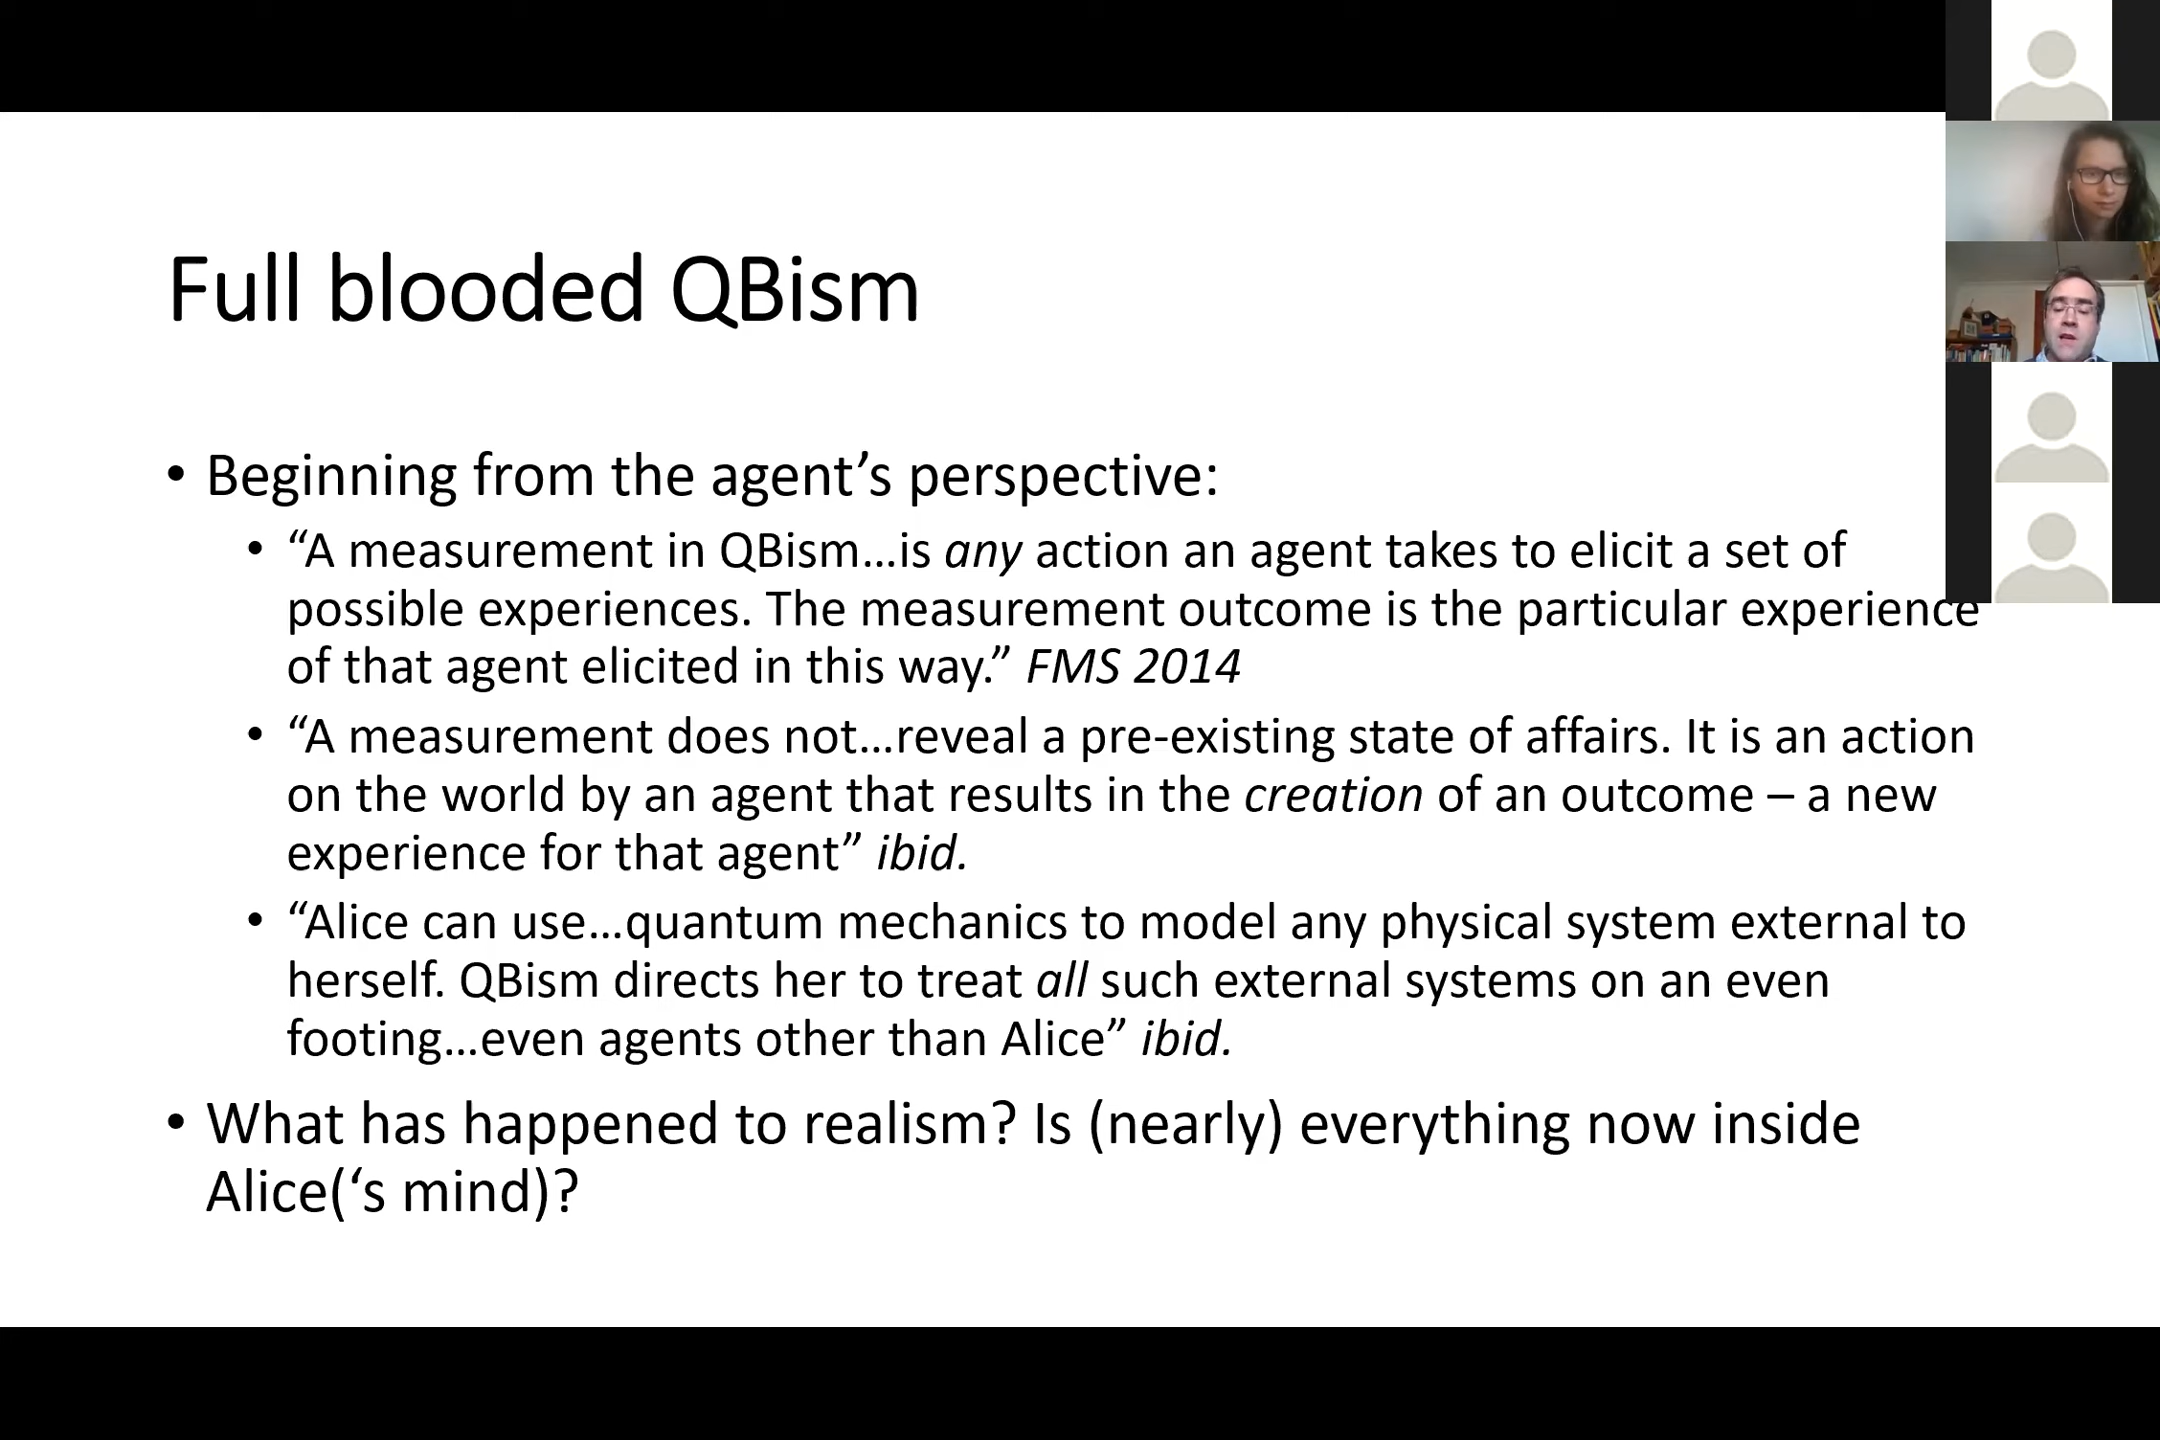 Full blooded QBism
• Beginning from the agent’s perspective:
• “A measurement in QBism…is any action an agent takes to elicit a set of
possible experiences. The measurement outcome is the particular experience
of that agent elicited in this way.” FMS 2014
• “A measurement does not…reveal a pre-existing state of affairs. It is an action
on the world by an agent that results in the creation of an outcome – a new
experience for that agent” ibid.
• “Alice can use…quantum mechanics to model any physical system external to
herself. QBism directs her to treat all such external systems on an even
footing…even agents other than Alice” ibid.
• What has happened to realism? Is (nearly) everything now inside
Alice(‘s mind)?